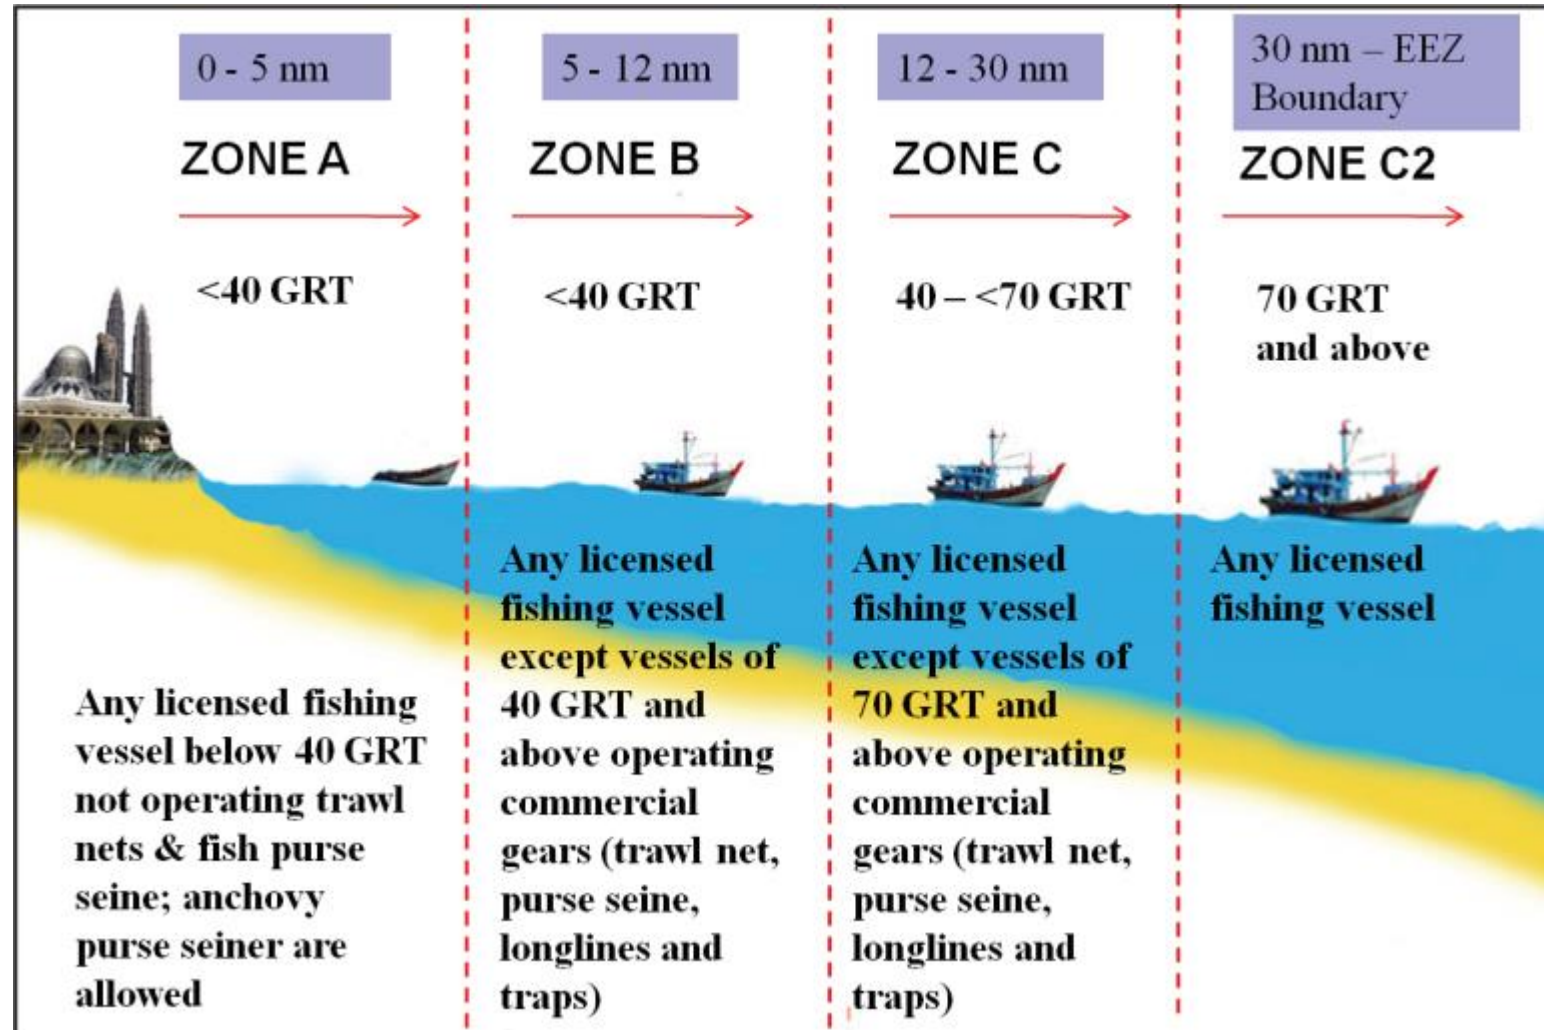 0 - 5 nm
ZONE A
<40 GRT
Any licensed fishing
vessel below 40 GRT
not operating trawl
nets & fish purse
seine; anchovy
purse seiner are
allowed
5 - 12 nm
ZONE B
<40 GRT
Any licensed
fishing vessel
except vessels of
40 GRT and
above operating
commercial
gears (trawl net,
purse seine,
longlines and
traps)
12 - 30 nm
ZONE C
40 – <70 GRT
Any licensed
fishing vessel
except vessels of
70 GRT and
above operating
commercial
gears (trawl net,
purse seine,
longlines and
traps)
30 nm – EEZ
Boundary
ZONE C2
70 GRT
and above
Any licensed
fishing vessel